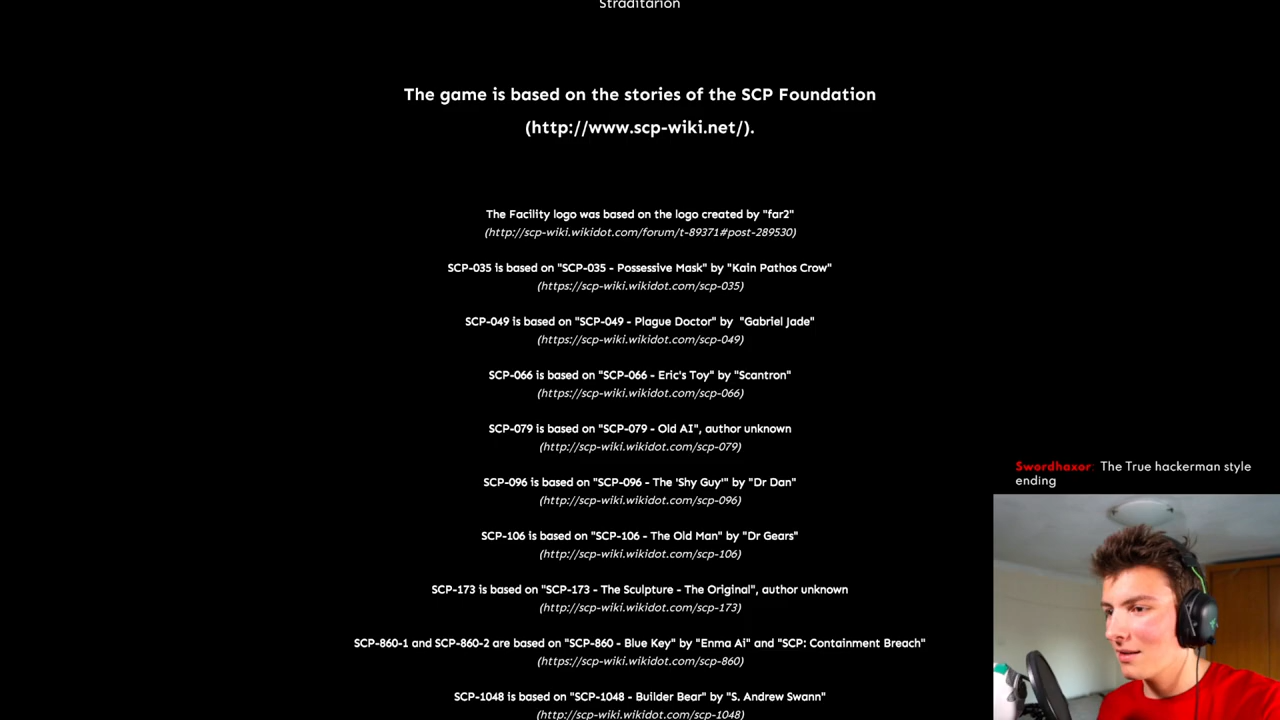 Straditarion
The game is based on the stories of the SCP Foundation
(http://www.scp-wiki.net/).
The Facility logo was based on the logo created by "far2"
(http://scp-wiki.wikidot.com/forum/t-89371#post-289530)
SCP-035 is based on "SCP-035 - Possessive Mask" by "Kain Pathos Crow"
(https://scp-wiki.wikidot.com/scp-035)
SCP-049 is based on "SCP-049 - Plague Doctor" by "Gabriel Jade"
(https://scp-wiki.wikidot.com/scp-049)
SCP-066 is based on "SCP-066 - Eric's Toy" by "Scantron"
(https://scp-wiki.wikidot.com/scp-066)
SCP-079 is based on "SCP-079 - Old AI", author unknown
(http://scp-wiki.wikidot.com/scp-079)
SCP-096 is based on "SCP-096 - The 'Shy Guy'" by "Dr Dan"
(https://scp-wiki.wikidot.com/scp-096)
SCP-106 is based on "SCP-106 - The Old Man" by "Dr Gears"
(http://scp-wiki.wikidot.com/scp-106)
SCP-173 is based on "SCP-173 - The Sculpture - The Original", author unknown
(http://scp-wiki.wikidot.com/scp-173)
SCP-860-1 and SCP-860-2 are based on "SCP-860 - Blue Key" by "Enma Ai" and "SCP: Containment Breach"
(https://scp-wiki.wikidot.com/scp-860)
SCP-1048 is based on "SCP-1048 - Builder Bear" by "S. Andrew Swann"
(http://scp-wiki.wikidot.com/scp-1048)
Swordhaxor: The True hackerman style
ending